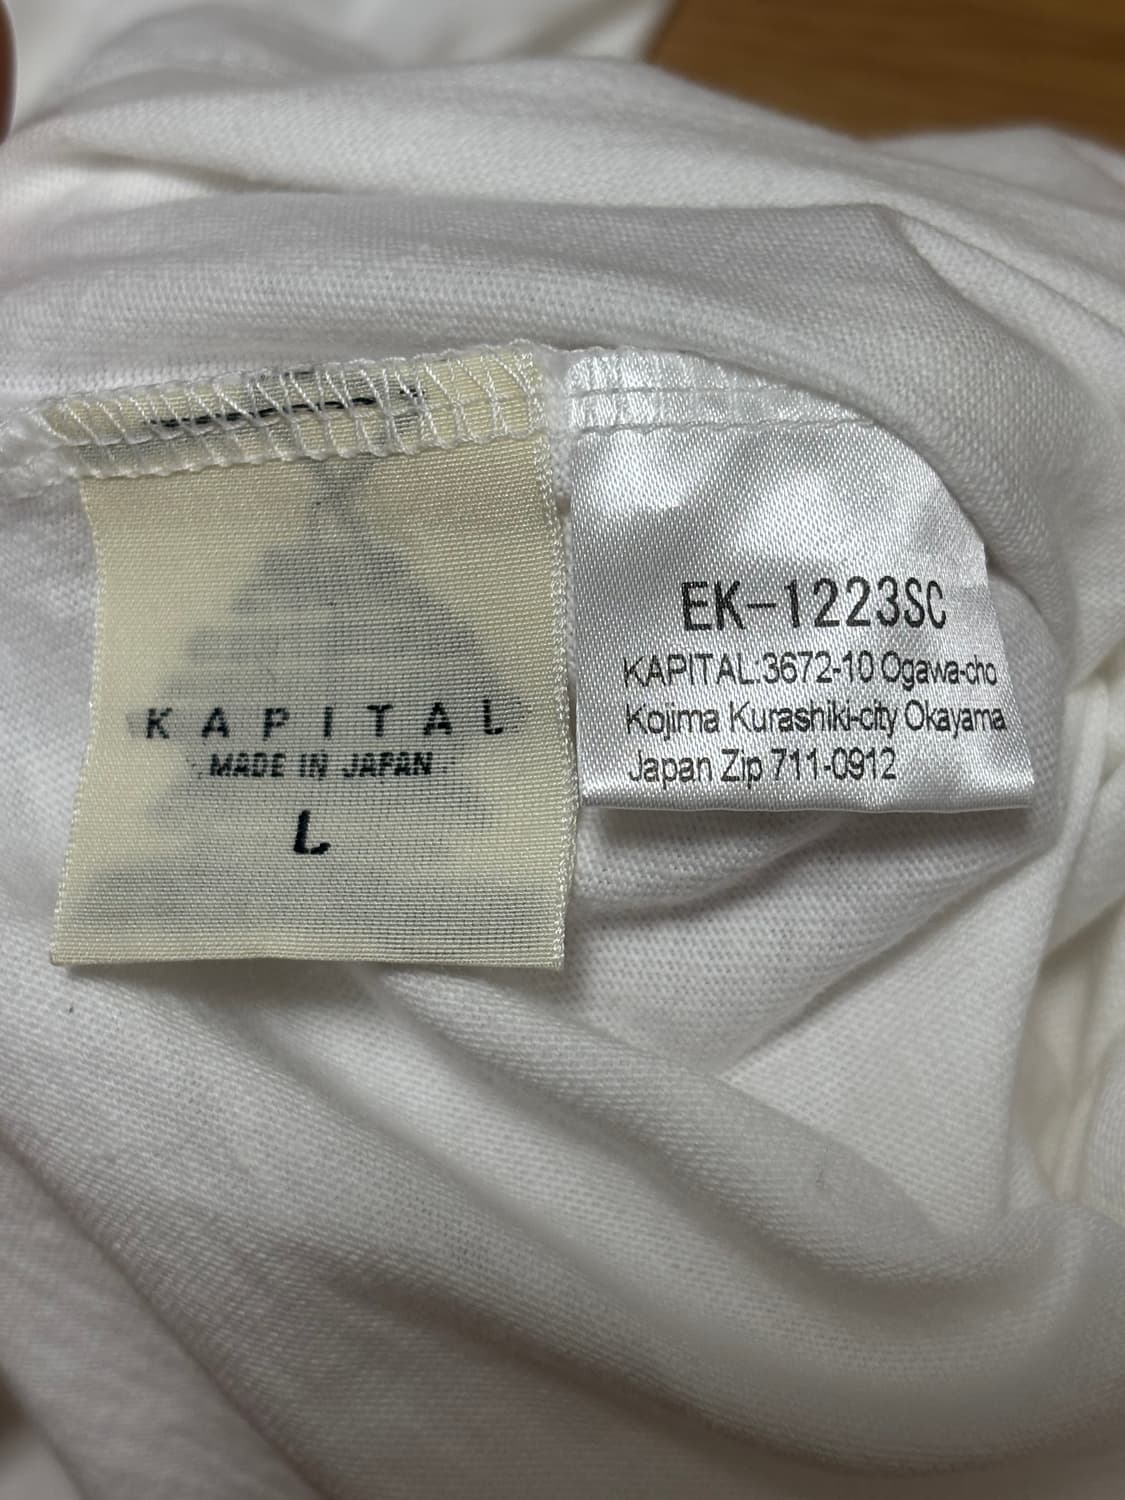 KAPITAL
MADE IN JAPAN
L
EK-1223SC
KAPITAL:3672-10 Ogawa-cho
Kojima Kurashiki-city Okayama
Japan Zip 711-0912